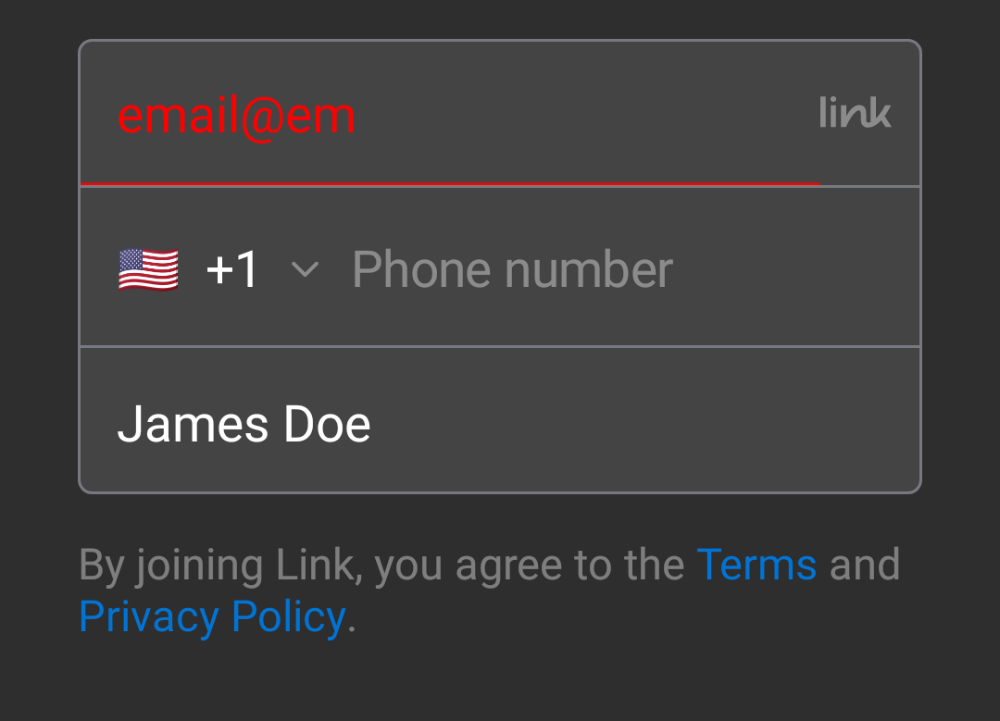 email@em link
+1 Phone number
James Doe
By joining Link, you agree to the Terms and
Privacy Policy.